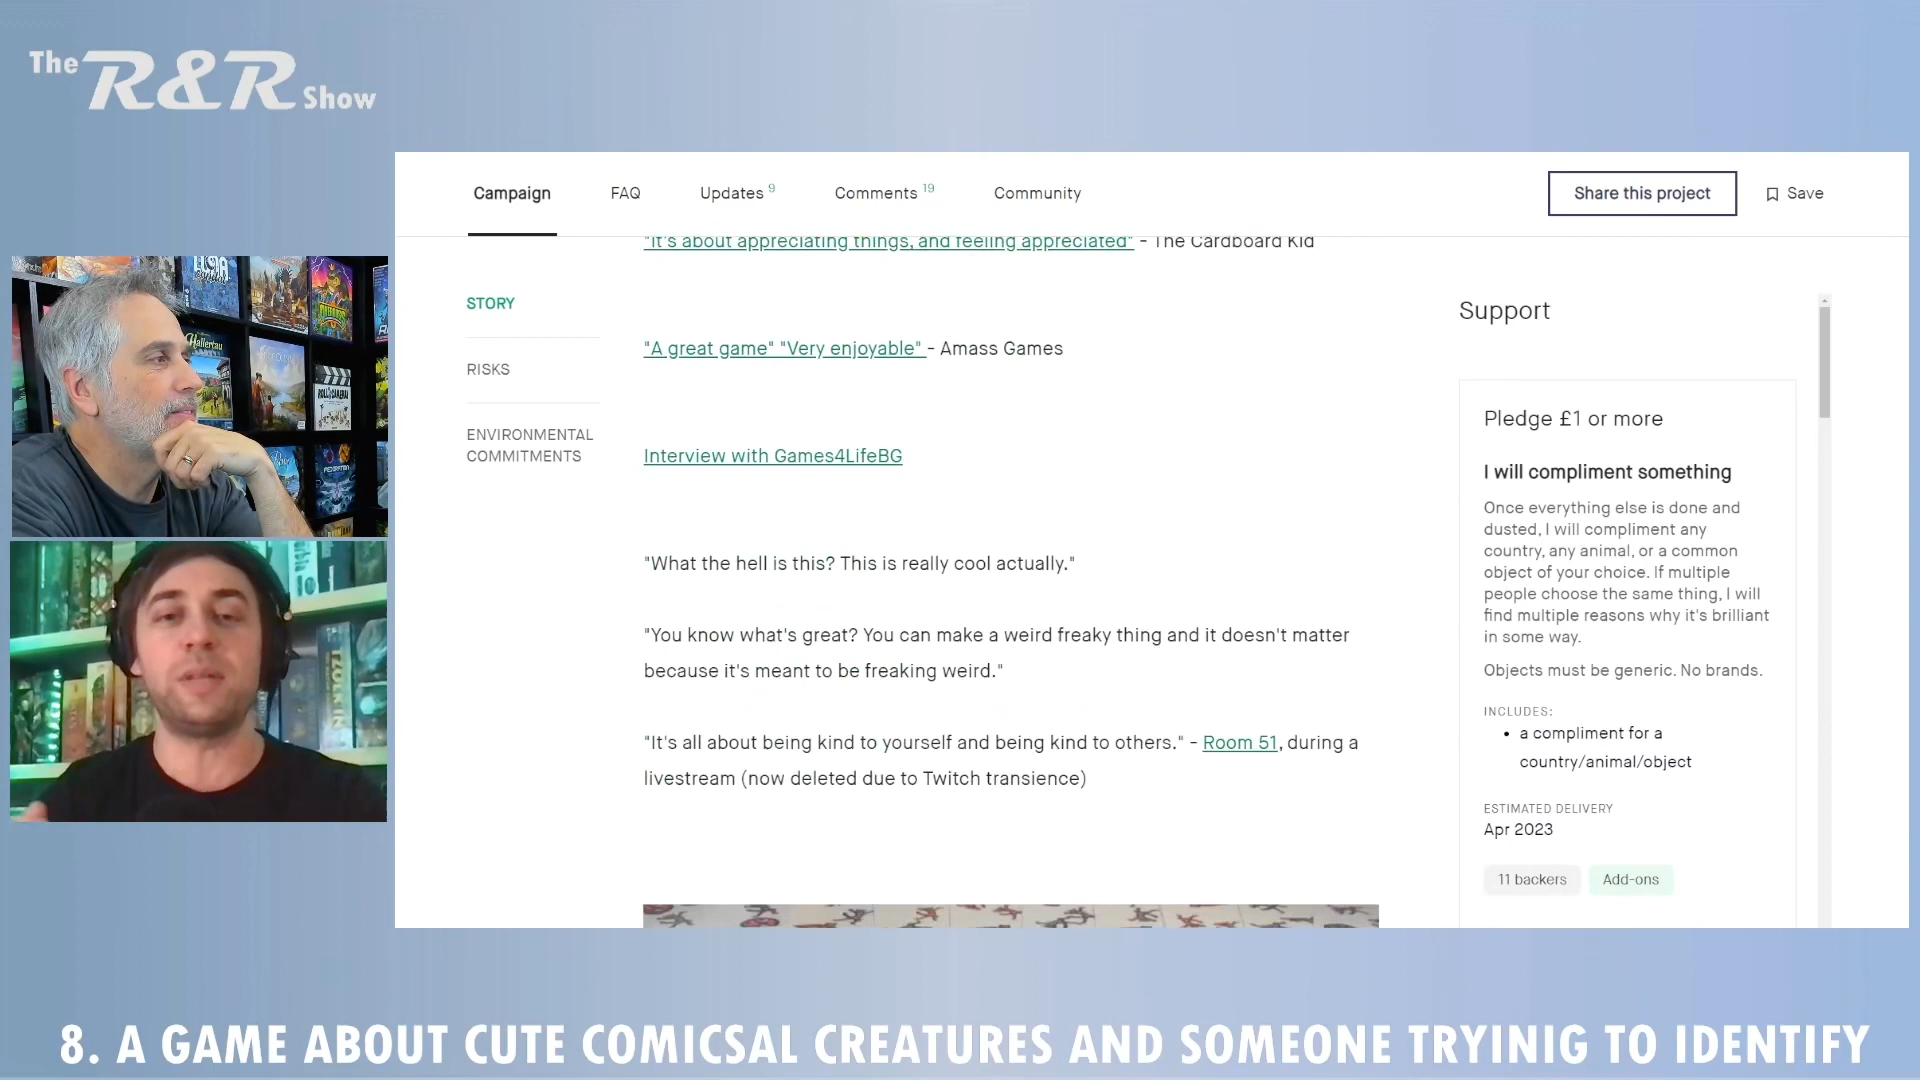 The R&R Show
Campaign
FAQ
Updates 9
Comments 19
Community
Share this project
Save
"It's about appreciating things, and feeling appreciated" - The Cardboard Kid
STORY
RISKS
ENVIRONMENTAL
COMMITMENTS
"A great game" "Very enjoyable" - Amass Games
Interview with Games4LifeBG
"What the hell is this? This is really cool actually."
"You know what's great? You can make a weird freaky thing and it doesn't matter
because it's meant to be freaking weird."
"It's all about being kind to yourself and being kind to others." - Room 51, during a
livestream (now deleted due to Twitch transience)
Support
Pledge £1 or more
I will compliment something
Once everything else is done and
dusted, I will compliment any
country, any animal, or a common
object of your choice. If multiple
people choose the same thing, I will
find multiple reasons why it's brilliant
in some way.
Objects must be generic. No brands.
INCLUDES:
• a compliment for a
country/animal/object
ESTIMATED DELIVERY
Apr 2023
11 backers
Add-ons
Hallertau
ROLL CAMERA!
TZOLK'IN
8. A GAME ABOUT CUTE COMICSAL CREATURES AND SOMEONE TRYINIG TO IDENTIFY